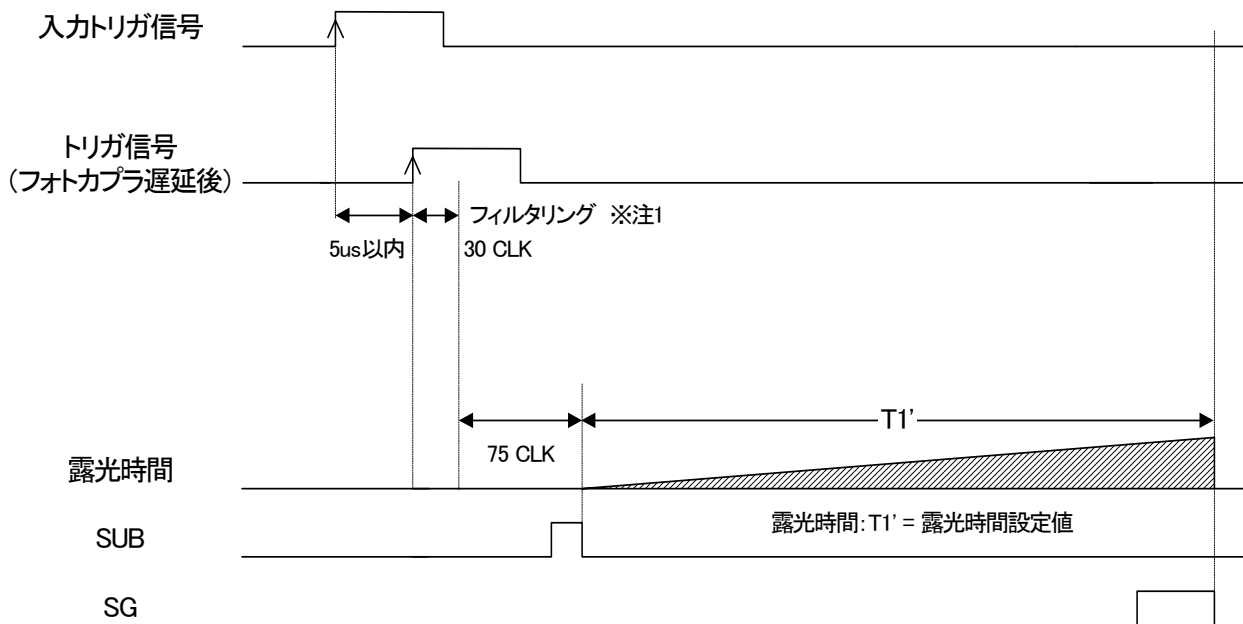 入力トリガ信号
トリガ信号
(フォトカプラ遅延後)
フィルタリング ※注1
5us以内
30 CLK
T1'
75 CLK
露光時間
露光時間:T1' = 露光時間設定値
SUB
SG